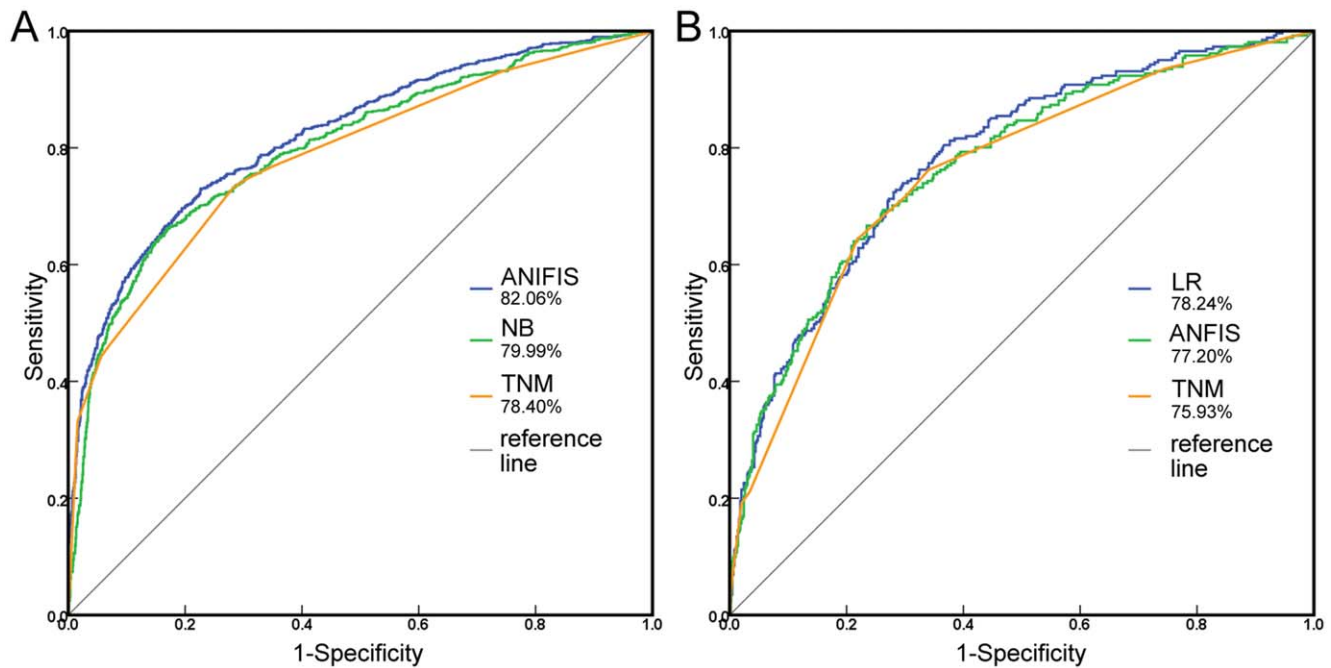 A
1.0
0.8
0.6
0.4
0.2
0.0
Sensitivity
ANIFIS
82.06%
NB
79.99%
TNM
78.40%
reference
line
0.0
0.2
0.4
0.6
0.8
1.0
1-Specificity
B
1.0
0.8
0.6
0.4
0.2
0.0
Sensitivity
LR
78.24%
ANFIS
77.20%
TNM
75.93%
reference
line
0.0
0.2
0.4
0.6
0.8
1.0
1-Specificity